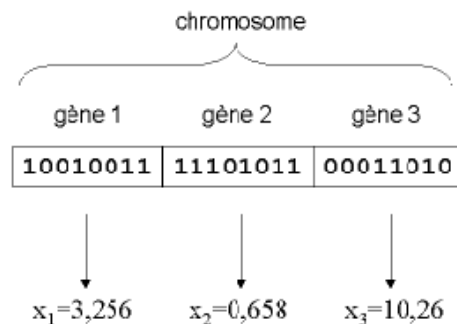 chromosome
gène 1 gène 2 gène 3
10010011 11101011 00011010
x₁=3,256 x₂=0,658 x₃=10,26